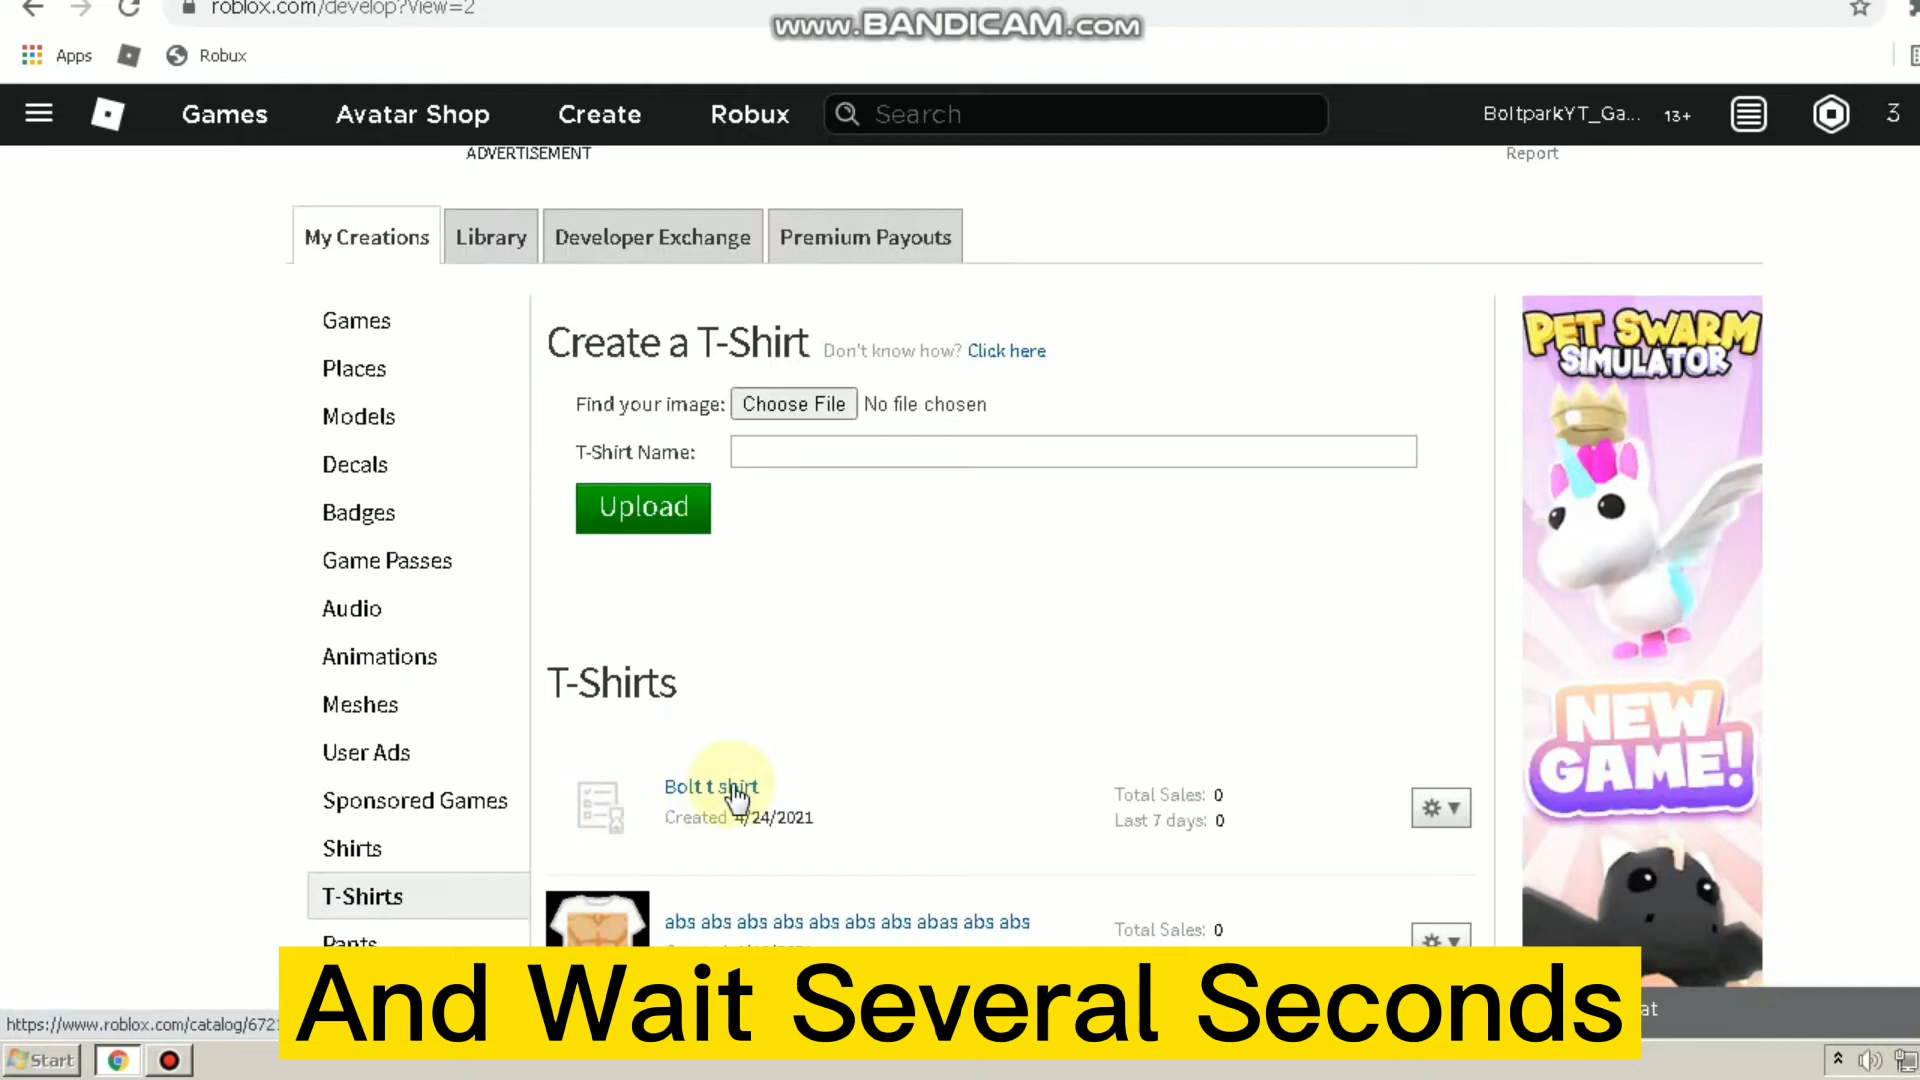 roblox.com/develop?View=2
www.BANDICAM.com
Apps
Robux
Games Avatar Shop Create Robux Search BoltparkYT_Ga... 13+ 3
ADVERTISEMENT
Report
My Creations Library Developer Exchange Premium Payouts
Games
Places
Models
Decals
Badges
Game Passes
Audio
Animations
Meshes
User Ads
Sponsored Games
Shirts
T-Shirts
Pants
Create a T-Shirt Don't know how? Click here
Find your image: Choose File No file chosen
T-Shirt Name:
Upload
T-Shirts
Bolt t shirt
Created 4/24/2021
Total Sales: 0
Last 7 days: 0
abs abs abs abs abs abs abs abas abs abs
Total Sales: 0
PET SWARM
SIMULATOR
NEW
GAME!
And Wait Several Seconds
at
https://www.roblox.com/catalog/672
Start